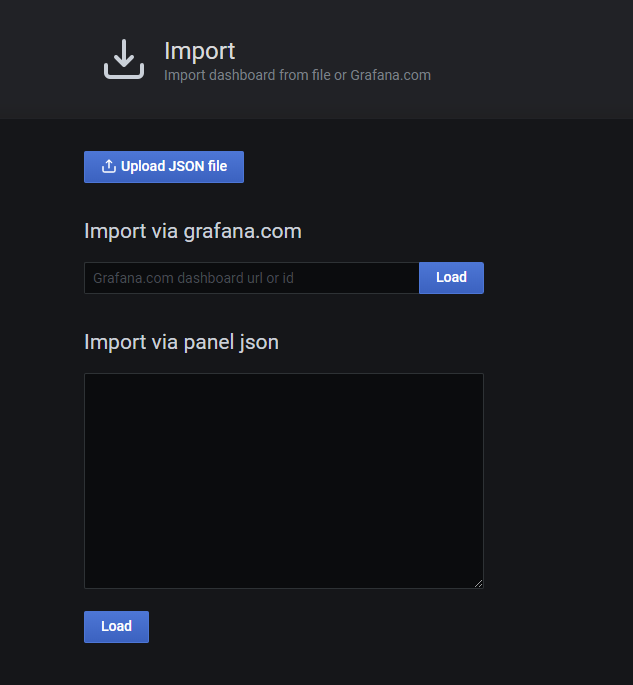 Import
Import dashboard from file or Grafana.com
Upload JSON file
Import via grafana.com
Grafana.com dashboard url or id
Load
Import via panel json
Load